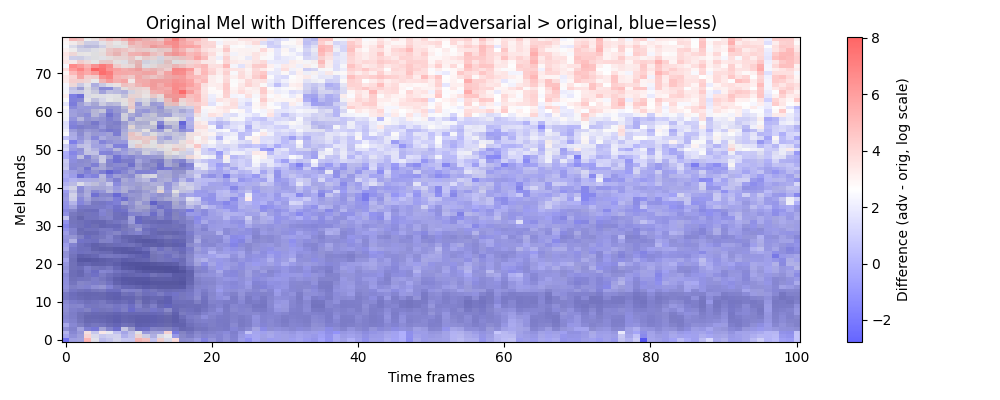 Original Mel with Differences (red=adversarial > original, blue=less)
Mel bands
70
60
50
40
30
20
10
0
0 20 40 60 80 100
Time frames
8
6
4
2
0
−2
Difference (adv - orig, log scale)